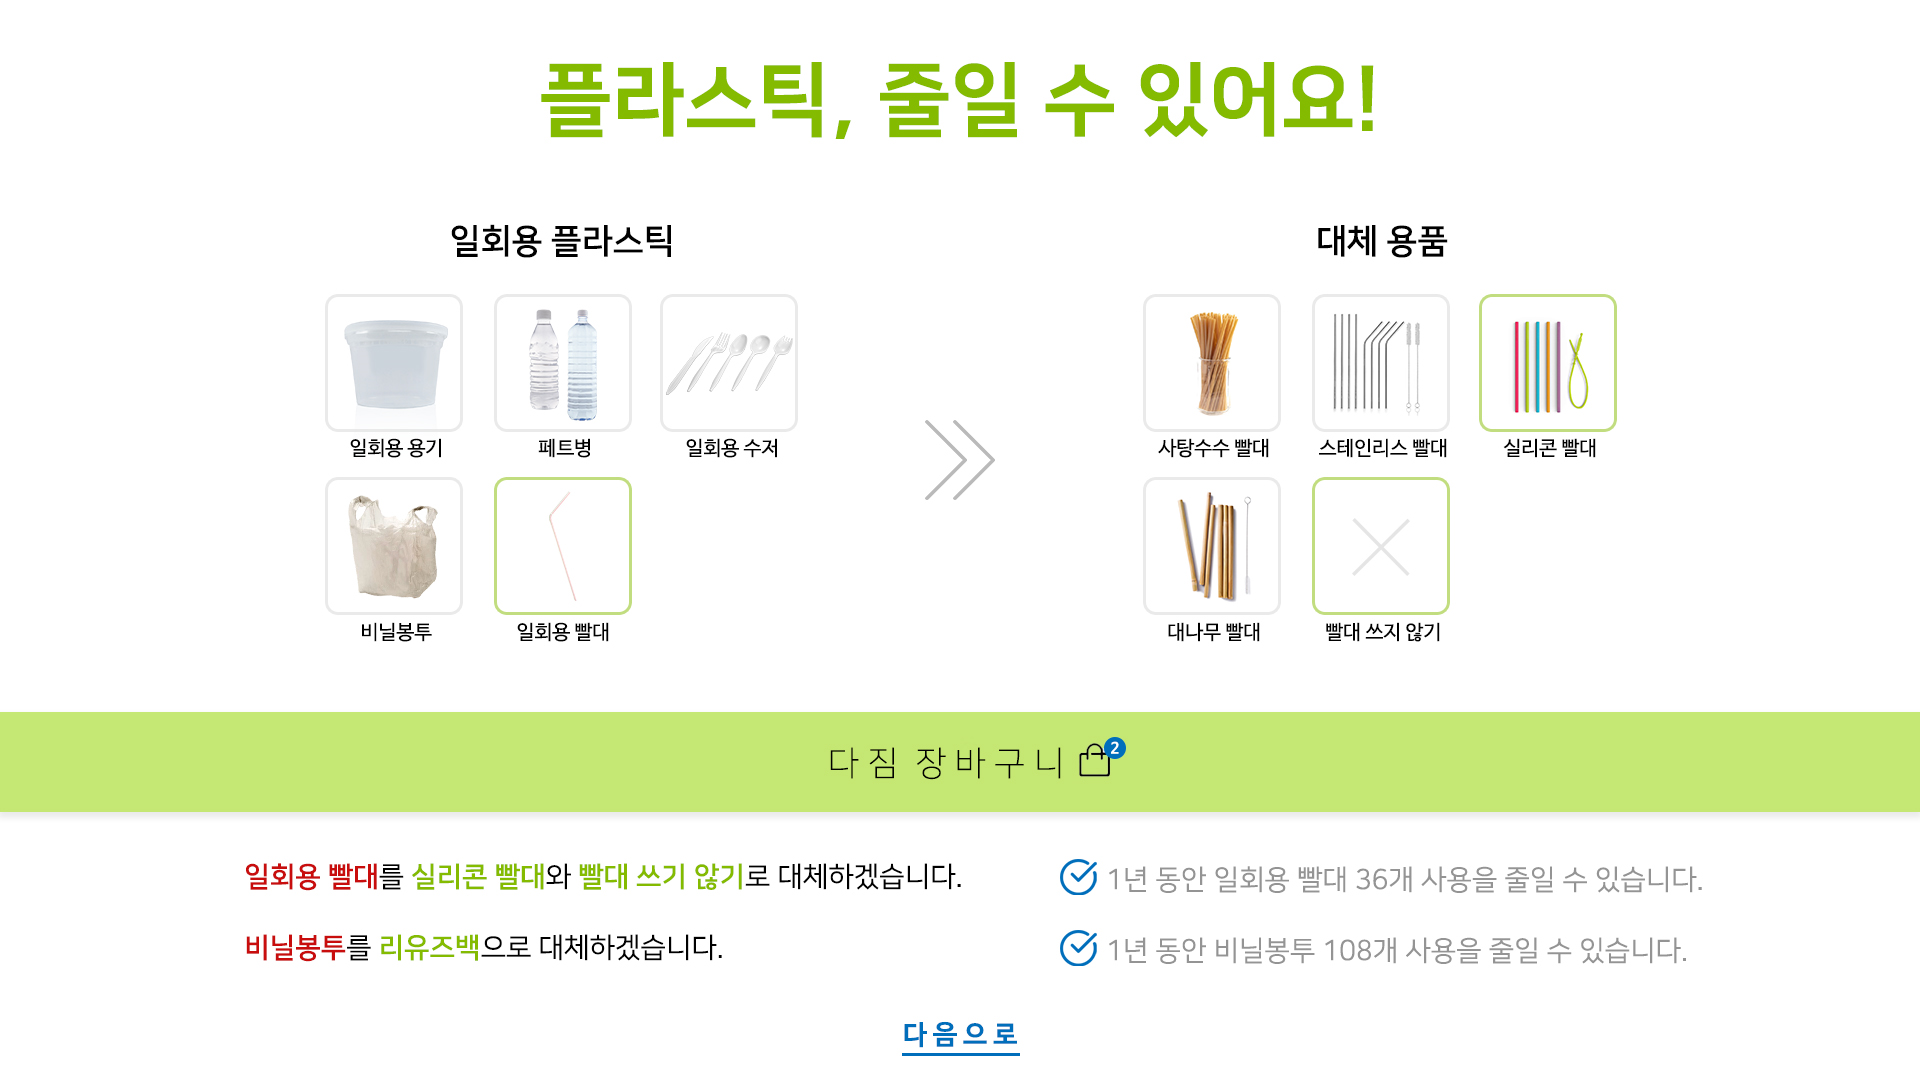 플라스틱, 줄일 수 있어요!
일회용 플라스틱
대체 용품
일회용 용기
페트병
일회용 수저
사탕수수 빨대
스테인리스 빨대
실리콘 빨대
비닐봉투
일회용 빨대
대나무 빨대
빨대 쓰지 않기
다짐 장바구니 2
일회용 빨대를 실리콘 빨대와 빨대 쓰기 않기로 대체하겠습니다.
1년 동안 일회용 빨대 36개 사용을 줄일 수 있습니다.
비닐봉투를 리유즈백으로 대체하겠습니다.
1년 동안 비닐봉투 108개 사용을 줄일 수 있습니다.
다음으로